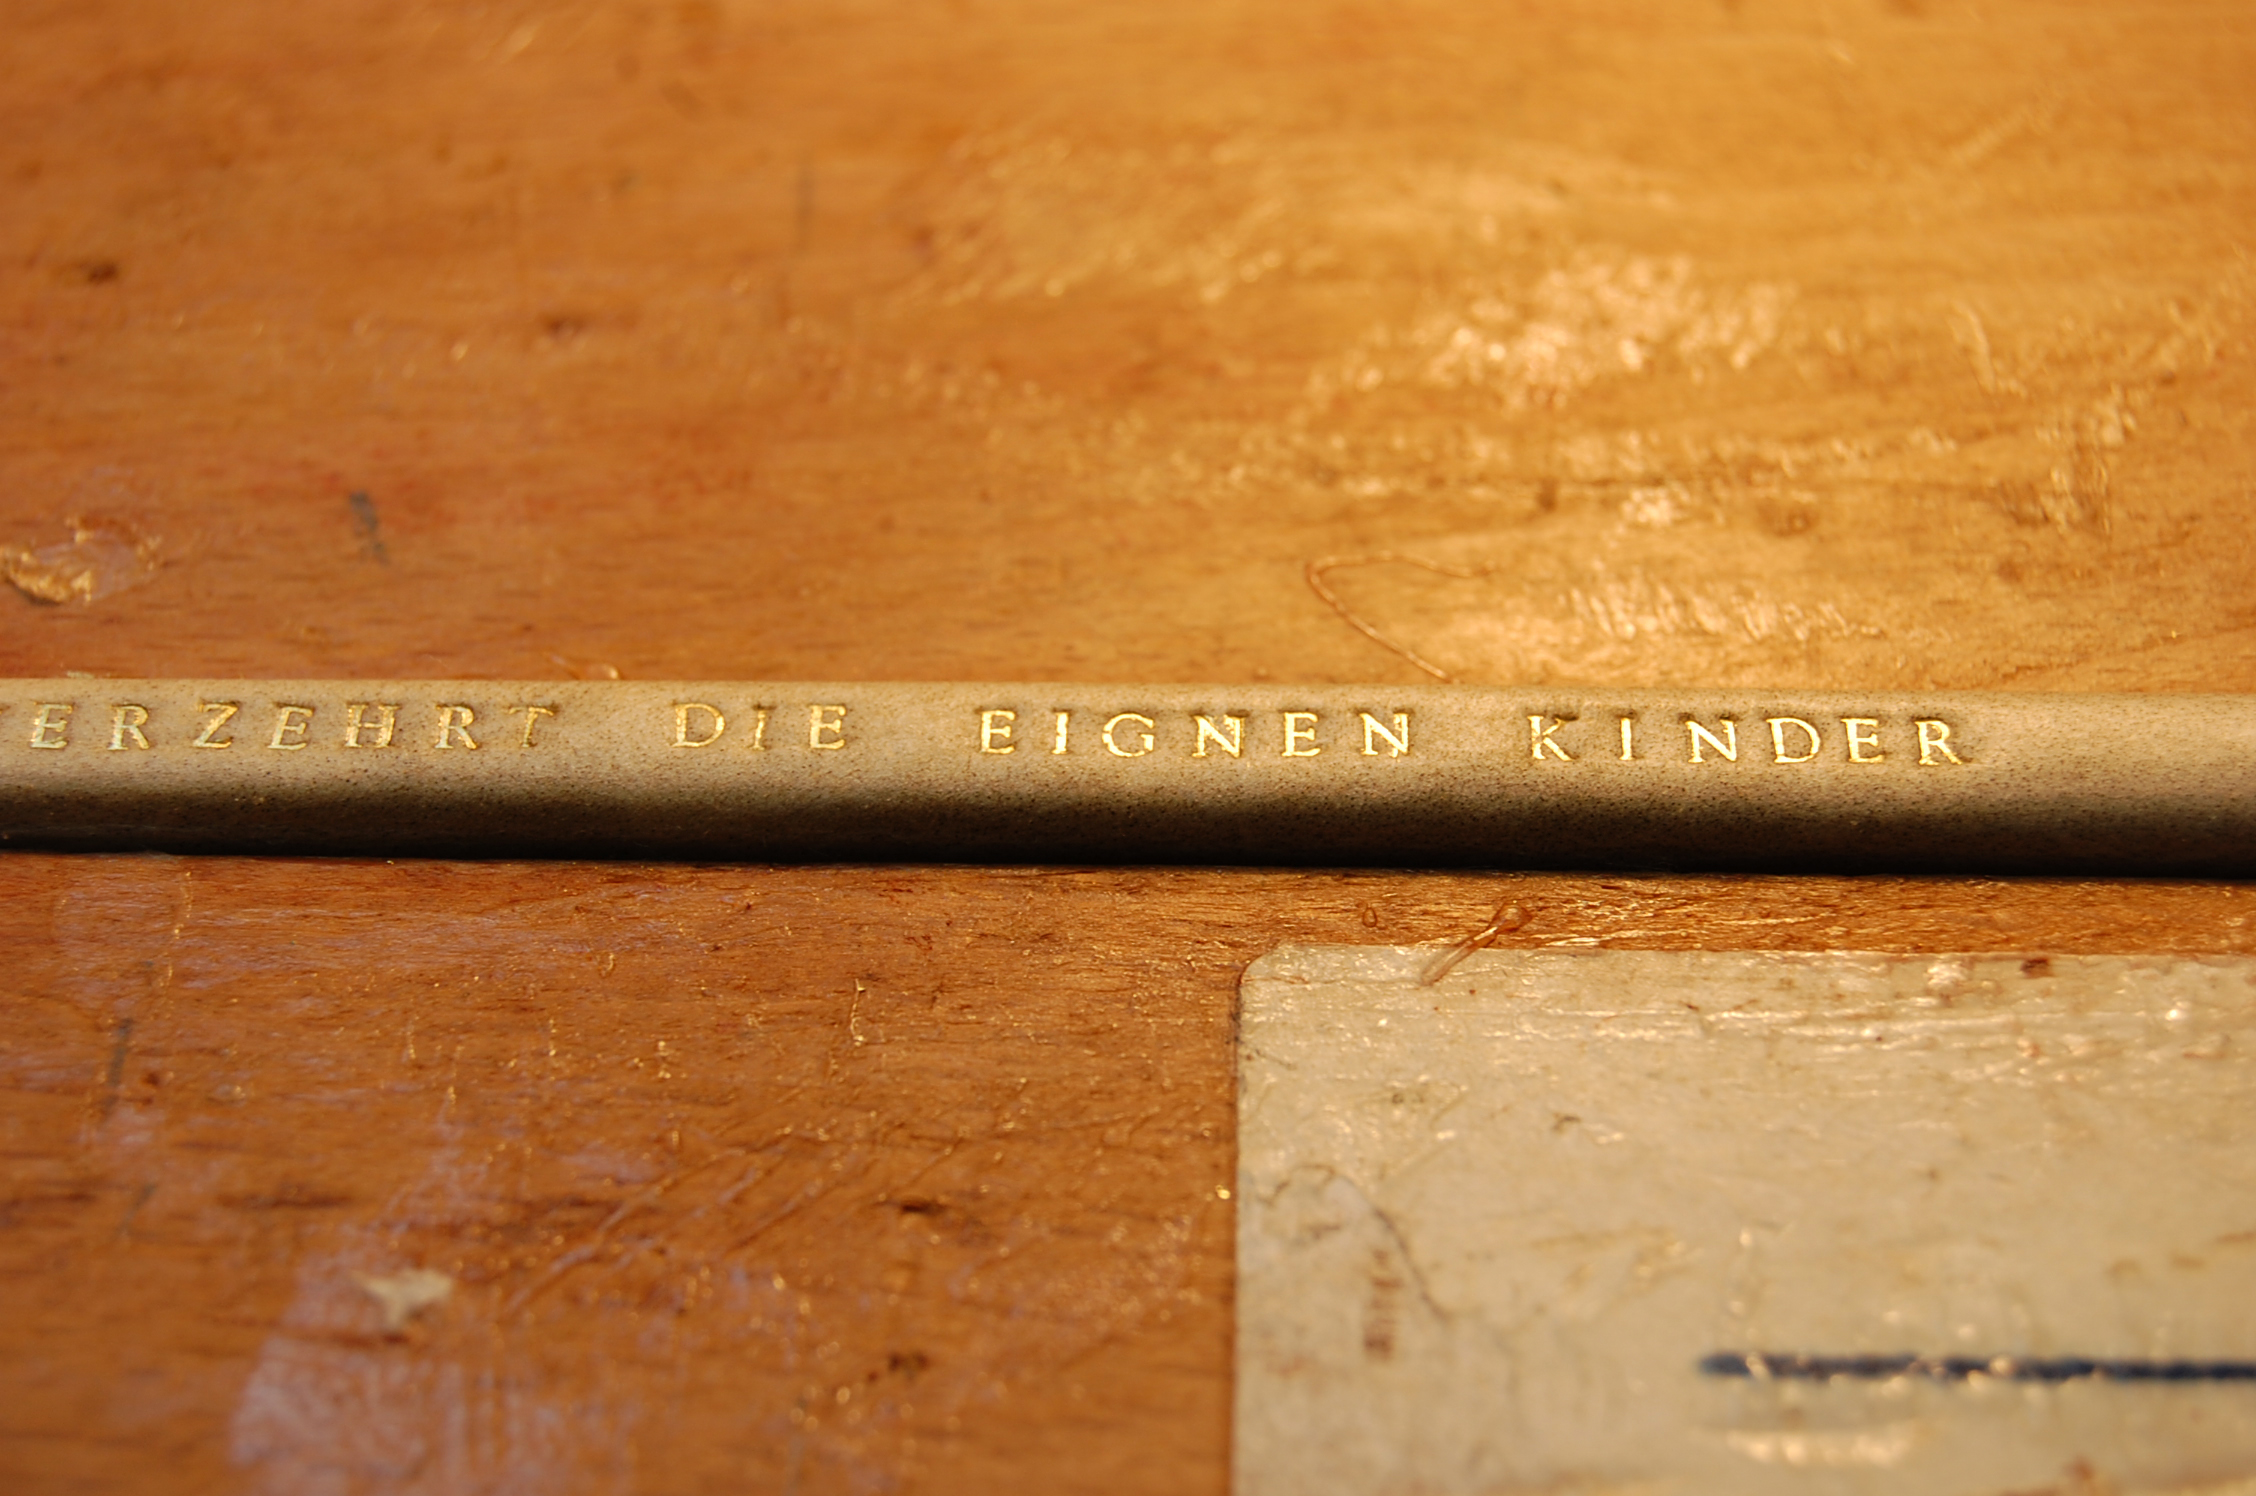 ERZEHRT DIE EIGNEN KINDER